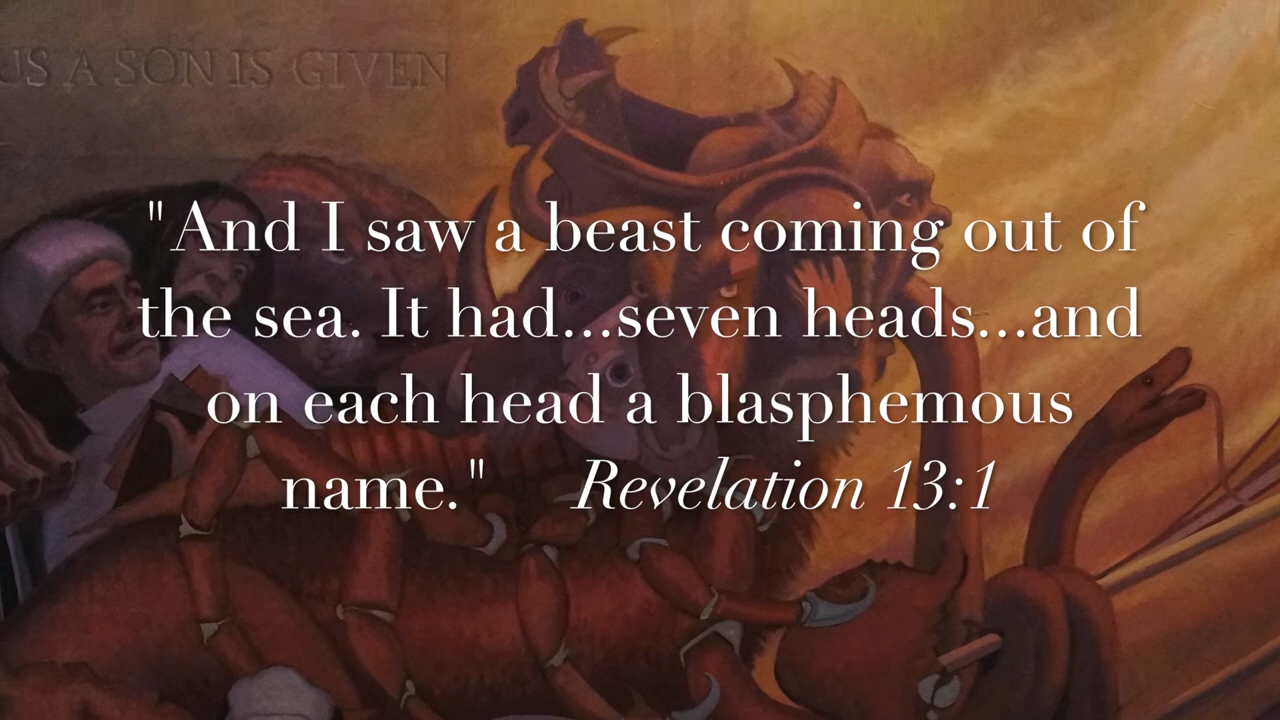 US A SON IS GIVEN
"And I saw a beast coming out of
the sea. It had...seven heads...and
on each head a blasphemous
name." Revelation 13:1